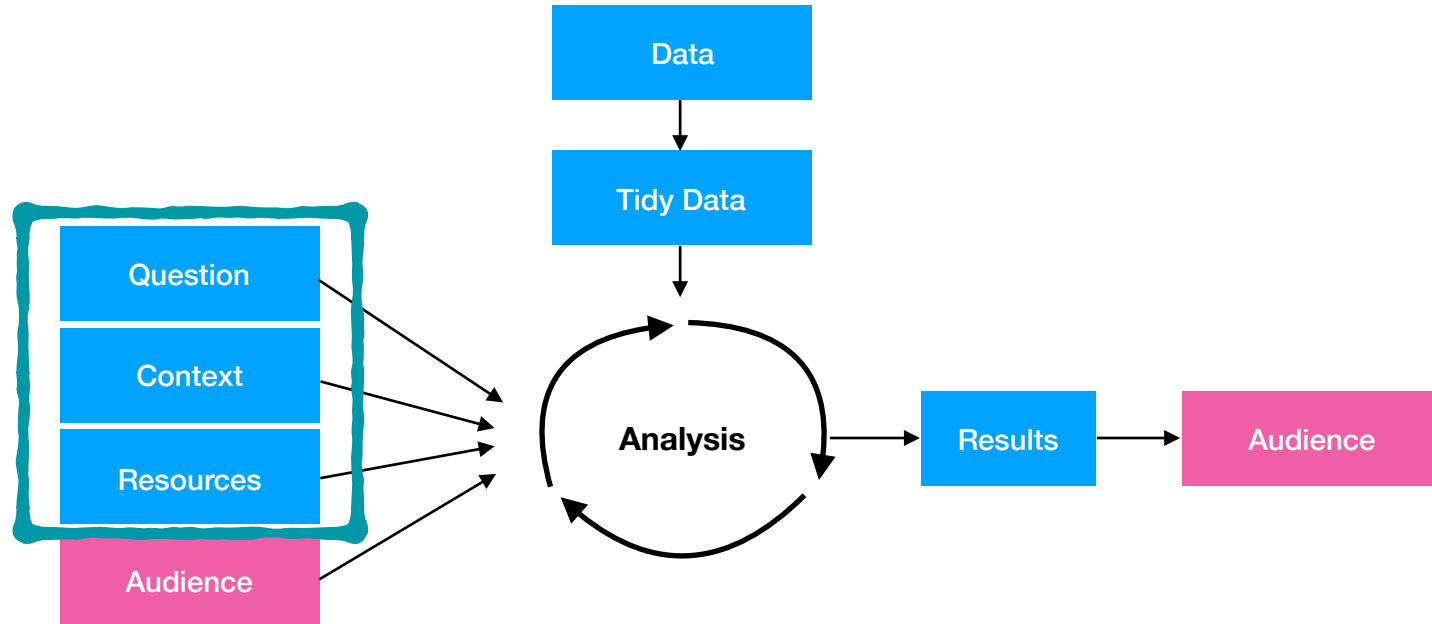 Data
Tidy Data
Question
Context
Resources
Audience
Analysis
Results
Audience